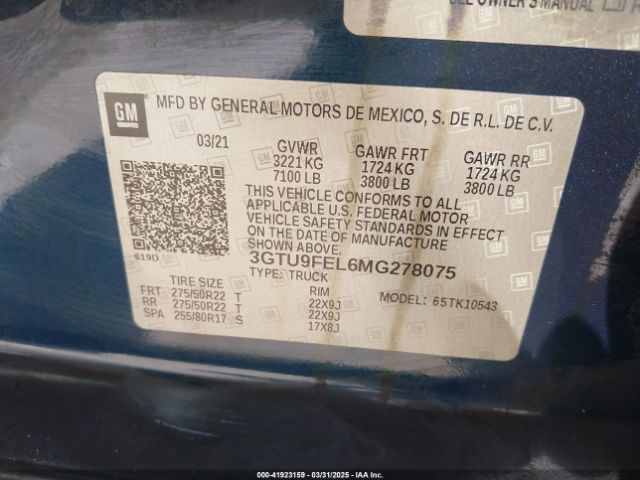 SEE OWNER'S MANUAL
GM
MFD BY GENERAL MOTORS DE MEXICO, S. DE R.L. DE C.V.
03/21
GVWR
3221 KG
7100 LB
GAWR FRT
1724 KG
3800 LB
GAWR RR
1724 KG
3800 LB
THIS VEHICLE CONFORMS TO ALL
APPLICABLE U.S. FEDERAL MOTOR
VEHICLE SAFETY STANDARDS IN EFFECT
ON THE DATE OF MANUFACTURE
SHOWN ABOVE.
619D
3GTU9FEL6MG278075
TYPE: TRUCK
MODEL: 65TK10543
TIRE SIZE
RIM
FRT 275/50R22 T 22X9J
RR 275/50R22 T 22X9J
SPA 255/80R17 S 17X8J
000-41923159 - 03/31/2025 - IAA Inc.